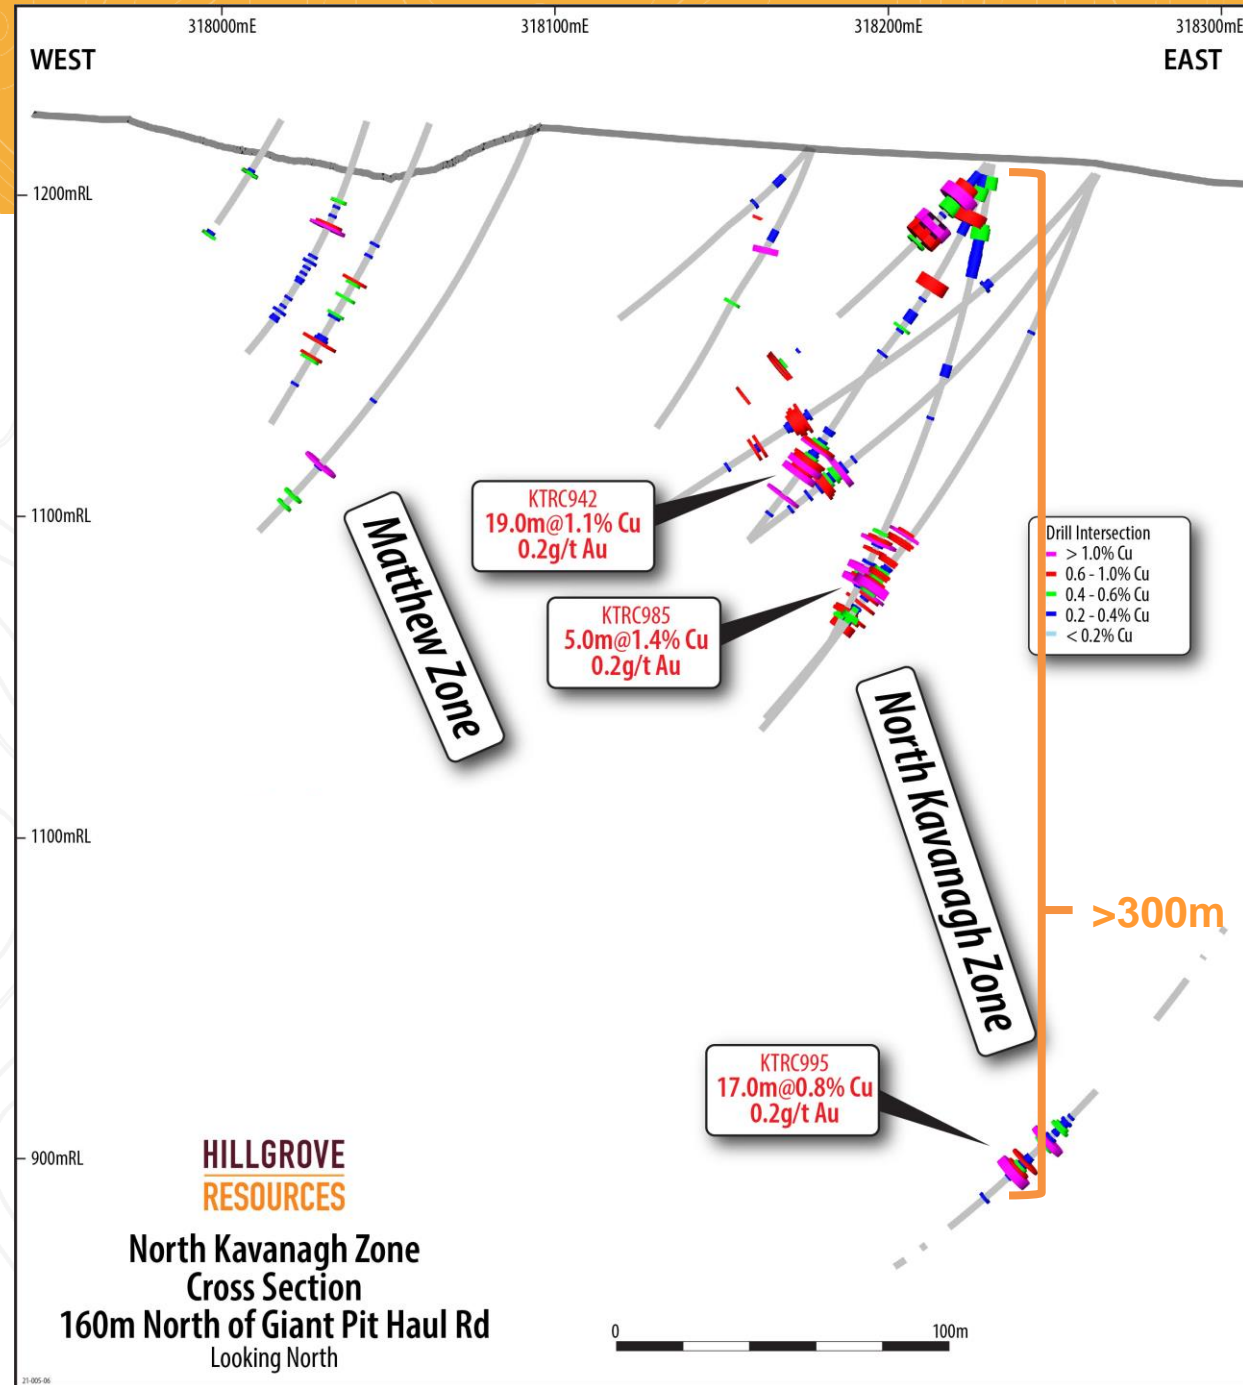 318000mE
318100mE
318200mE
318300mE
WEST
EAST
1200mRL
1100mRL
1100mRL
900mRL
KTRC942
19.0m@1.1% Cu
0.2g/t Au
KTRC985
5.0m@1.4% Cu
0.2g/t Au
Matthew Zone
Drill Intersection
> 1.0% Cu
0.6 - 1.0% Cu
0.4 - 0.6% Cu
0.2 - 0.4% Cu
< 0.2% Cu
North Kavanagh Zone
>300m
KTRC995
17.0m@0.8% Cu
0.2g/t Au
HILLGROVE
RESOURCES
North Kavanagh Zone
Cross Section
160m North of Giant Pit Haul Rd
Looking North
0
100m
21-005-06